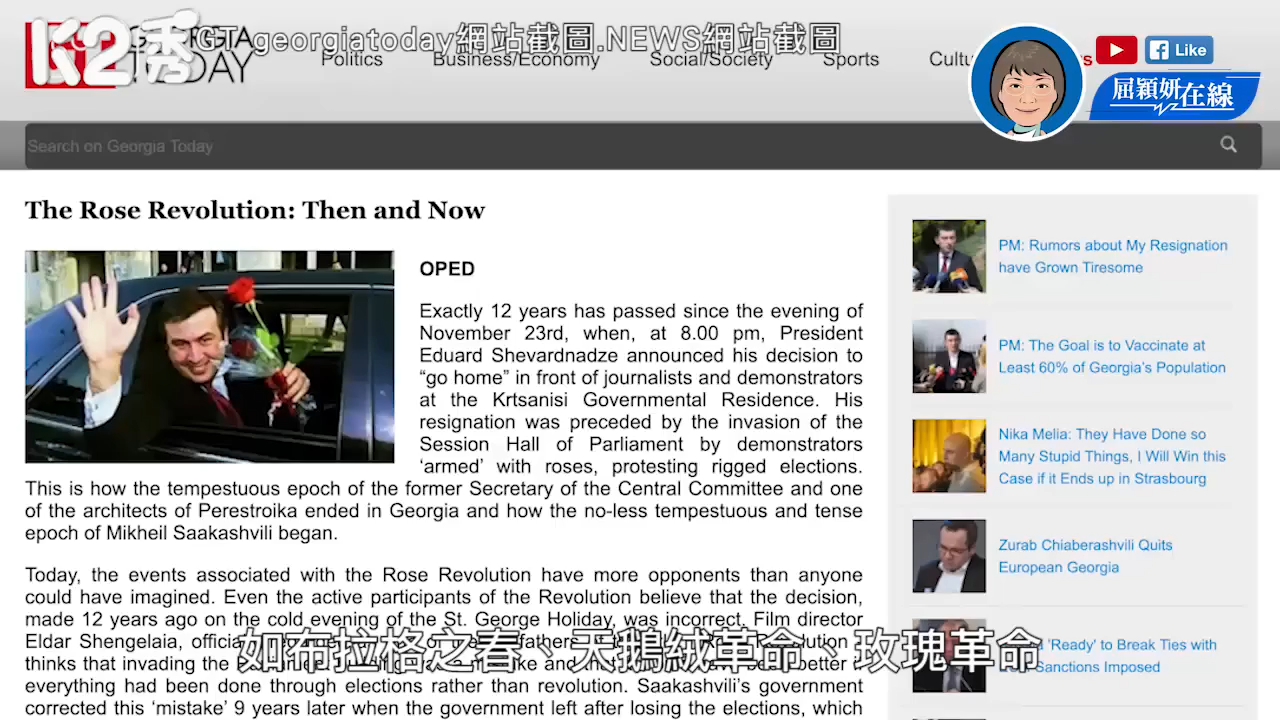 K2秀
GT georgiatoday網站截圖.NEWS網站截圖
GEORGIA
TODAY
Politics
Business/Economy
Social/Society
Sports
Like
屈穎妍
在線
Search on Georgia Today
The Rose Revolution: Then and Now
OPED
Exactly 12 years has passed since the evening of
November 23rd, when, at 8.00 pm, President
Eduard Shevardnadze announced his decision to
“go home” in front of journalists and demonstrators
at the Krtsanisi Governmental Residence. His
resignation was preceded by the invasion of the
Session Hall of Parliament by demonstrators
‘armed’ with roses, protesting rigged elections.
This is how the tempestuous epoch of the former Secretary of the Central Committee and one
of the architects of Perestroika ended in Georgia and how the no-less tempestuous and tense
epoch of Mikheil Saakashvili began.
Today, the events associated with the Rose Revolution have more opponents than anyone
could have imagined. Even the active participants of the Revolution believe that the decision,
made 12 years ago on the cold evening of the St. George Holiday, was incorrect. Film director
Eldar Shengelaia,
thinks that invading the
everything had been done through elections rather than revolution. Saakashvili’s government
corrected this ‘mistake’ 9 years later when the government left after losing the elections, which
PM: Rumors about My Resignation
have Grown Tiresome
PM: The Goal is to Vaccinate at
Least 60% of Georgia’s Population
Nika Melia: They Have Done so
Many Stupid Things, I Will Win this
Case if it Ends up in Strasbourg
Zurab Chiaberashvili Quits
European Georgia
'Ready' to Break Ties with
Sanctions Imposed
如布拉格之春、天鵝絨革命、玫瑰革命